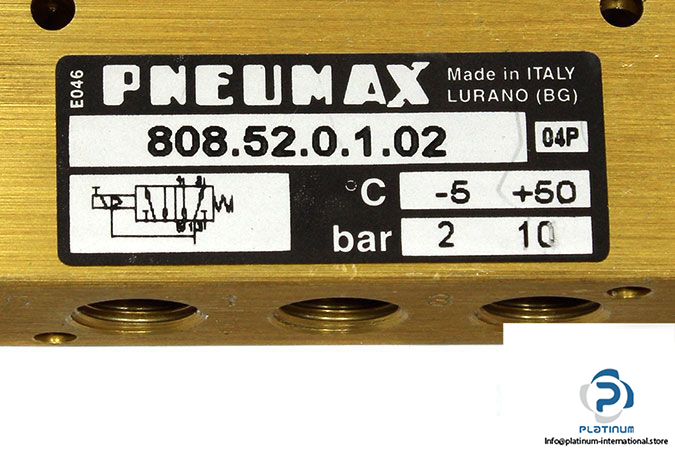 E046
PNEUMAX
Made in ITALY
LURANO (BG)
808.52.0.1.02
04P
°C -5 +50
bar 2 10
PLATINUM
Info@platinum-international.store